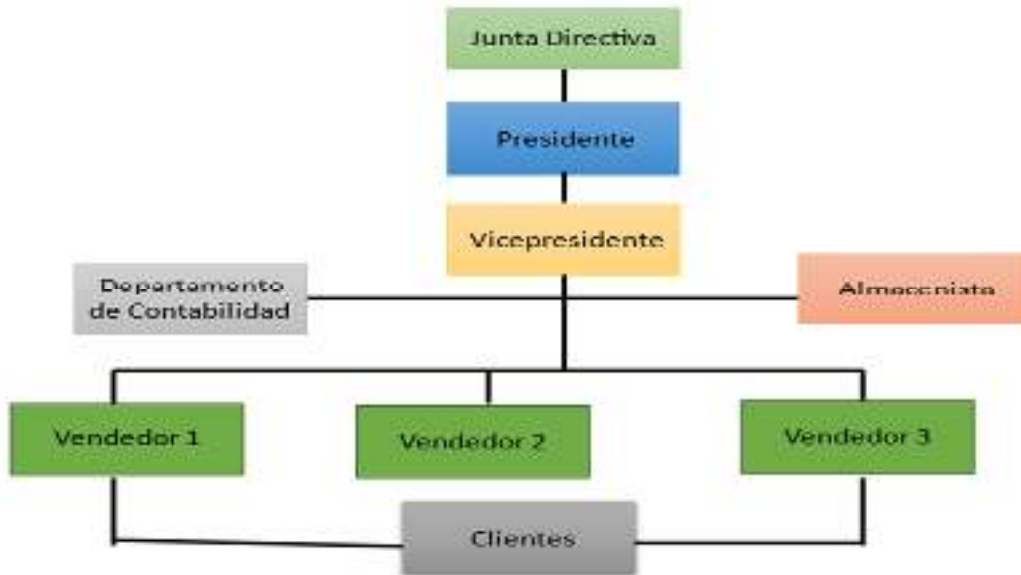 Junta Directiva
Presidente
Vicepresidente
Departamento
de Contabilidad
Vendedor 1
Vendedor 2
Vendedor 3
Clientes